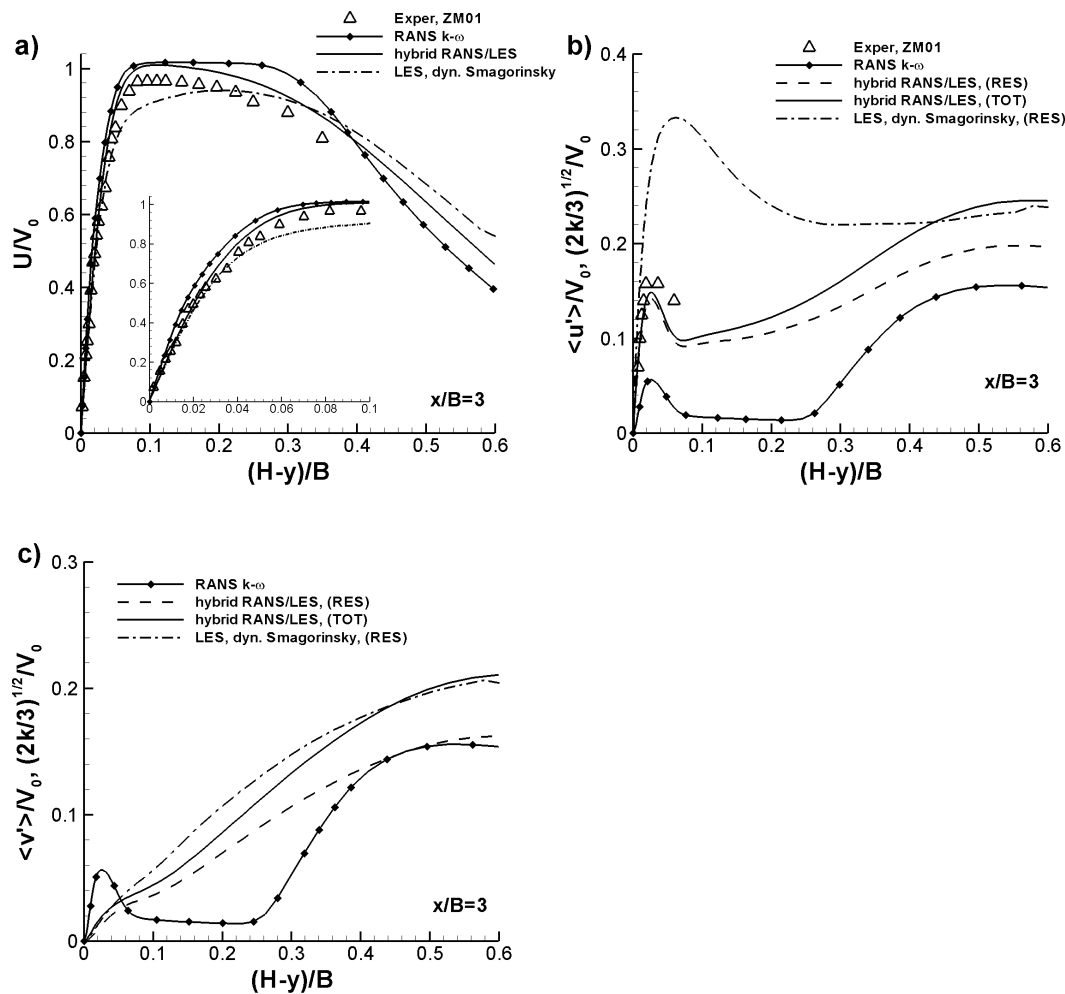 a)
Exper, ZM01
RANS k-ω
hybrid RANS/LES
LES, dyn. Smagorinsky
U/V0
1
0.8
0.6
0.4
0.2
0
1
0.8
0.6
0.4
0.2
0
0 0.02 0.04 0.06 0.08 0.1
x/B=3
0 0.1 0.2 0.3 0.4 0.5 0.6
(H-y)/B
b)
Exper, ZM01
RANS k-ω
hybrid RANS/LES, (RES)
hybrid RANS/LES, (TOT)
LES, dyn. Smagorinsky, (RES)
<u'>/V0, (2k/3)1/2/V0
0.4
0.3
0.2
0.1
0
x/B=3
0 0.1 0.2 0.3 0.4 0.5 0.6
(H-y)/B
c)
RANS k-ω
hybrid RANS/LES, (RES)
hybrid RANS/LES, (TOT)
LES, dyn. Smagorinsky, (RES)
<v'>/V0, (2k/3)1/2/V0
0.3
0.2
0.1
0
x/B=3
0 0.1 0.2 0.3 0.4 0.5 0.6
(H-y)/B